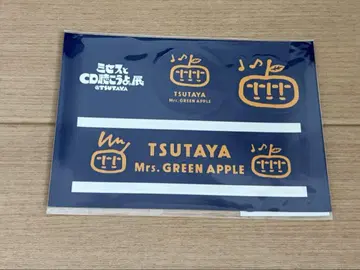 ミセスと
CD聴こうよ。展
@TSUTAYA
TSUTAYA
Mrs. GREEN APPLE
TSUTAYA
Mrs. GREEN APPLE